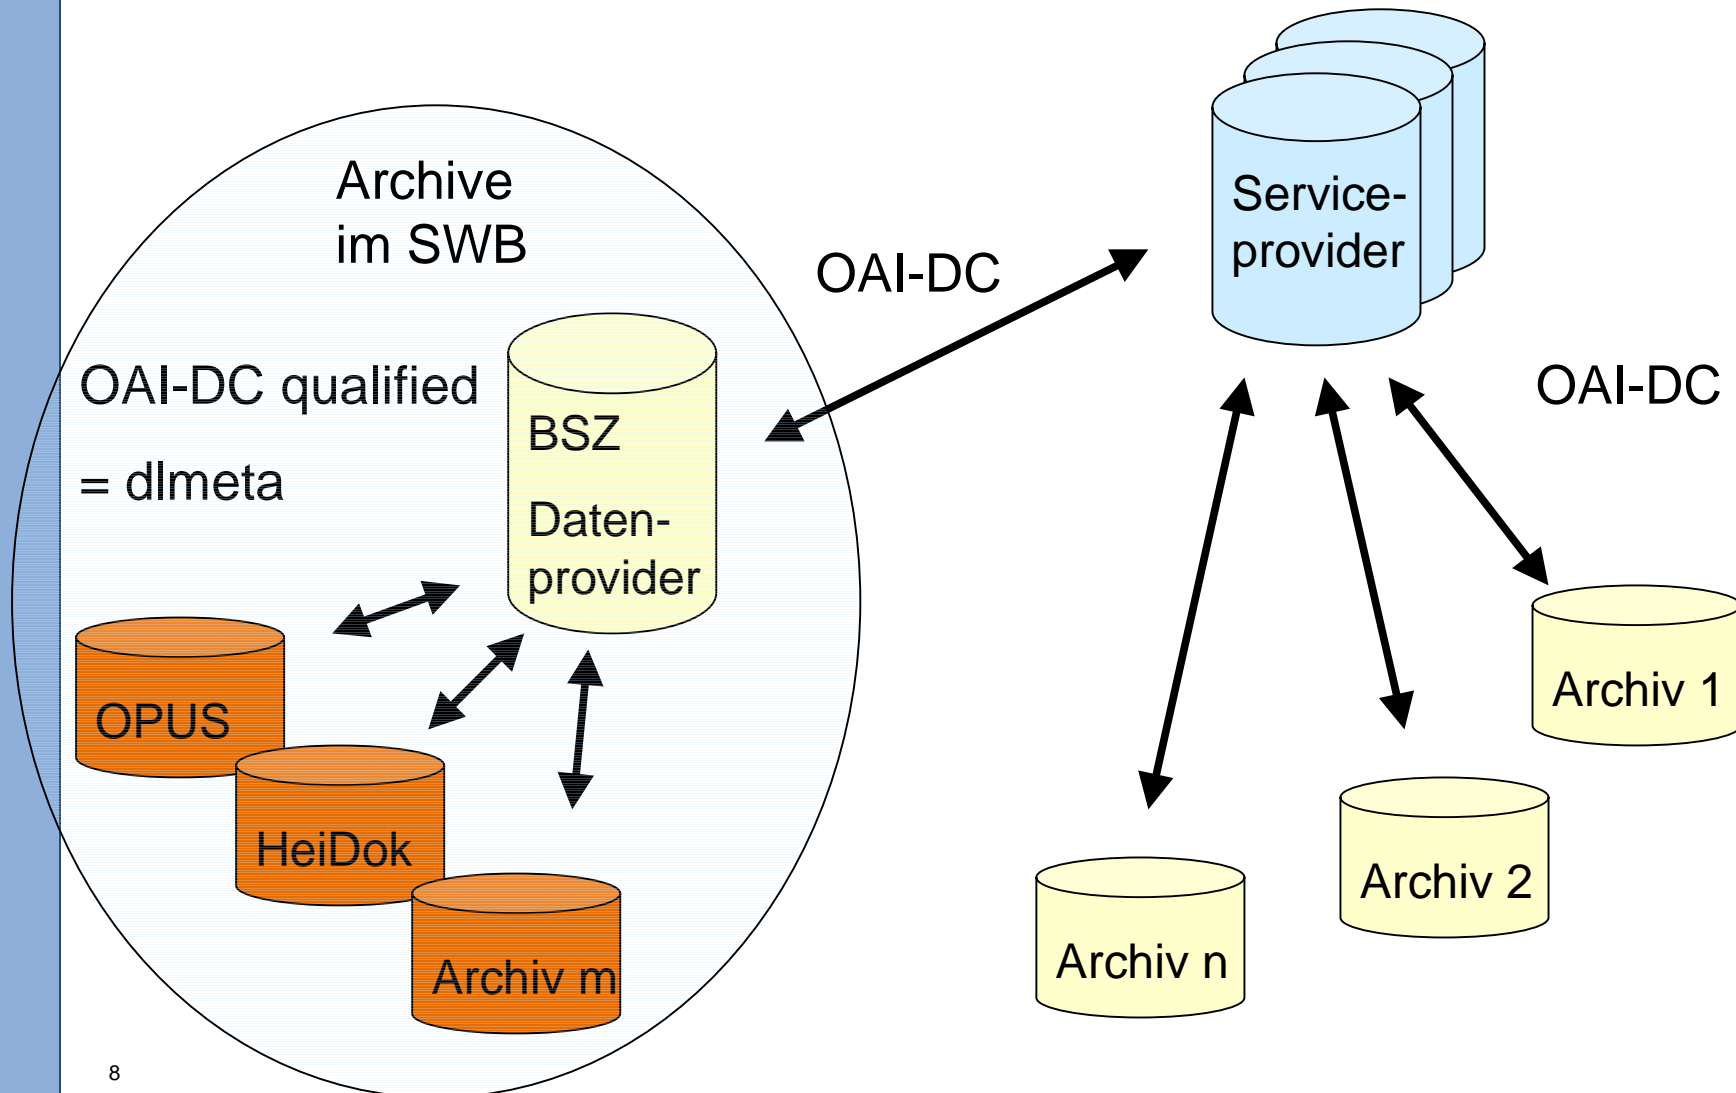 Archive
im SWB
OAI-DC qualified
= dlmeta
BSZ
Daten-
provider
OPUS
HeiDok
Archiv m
OAI-DC
Service-
provider
OAI-DC
Archiv 1
Archiv 2
Archiv n
8